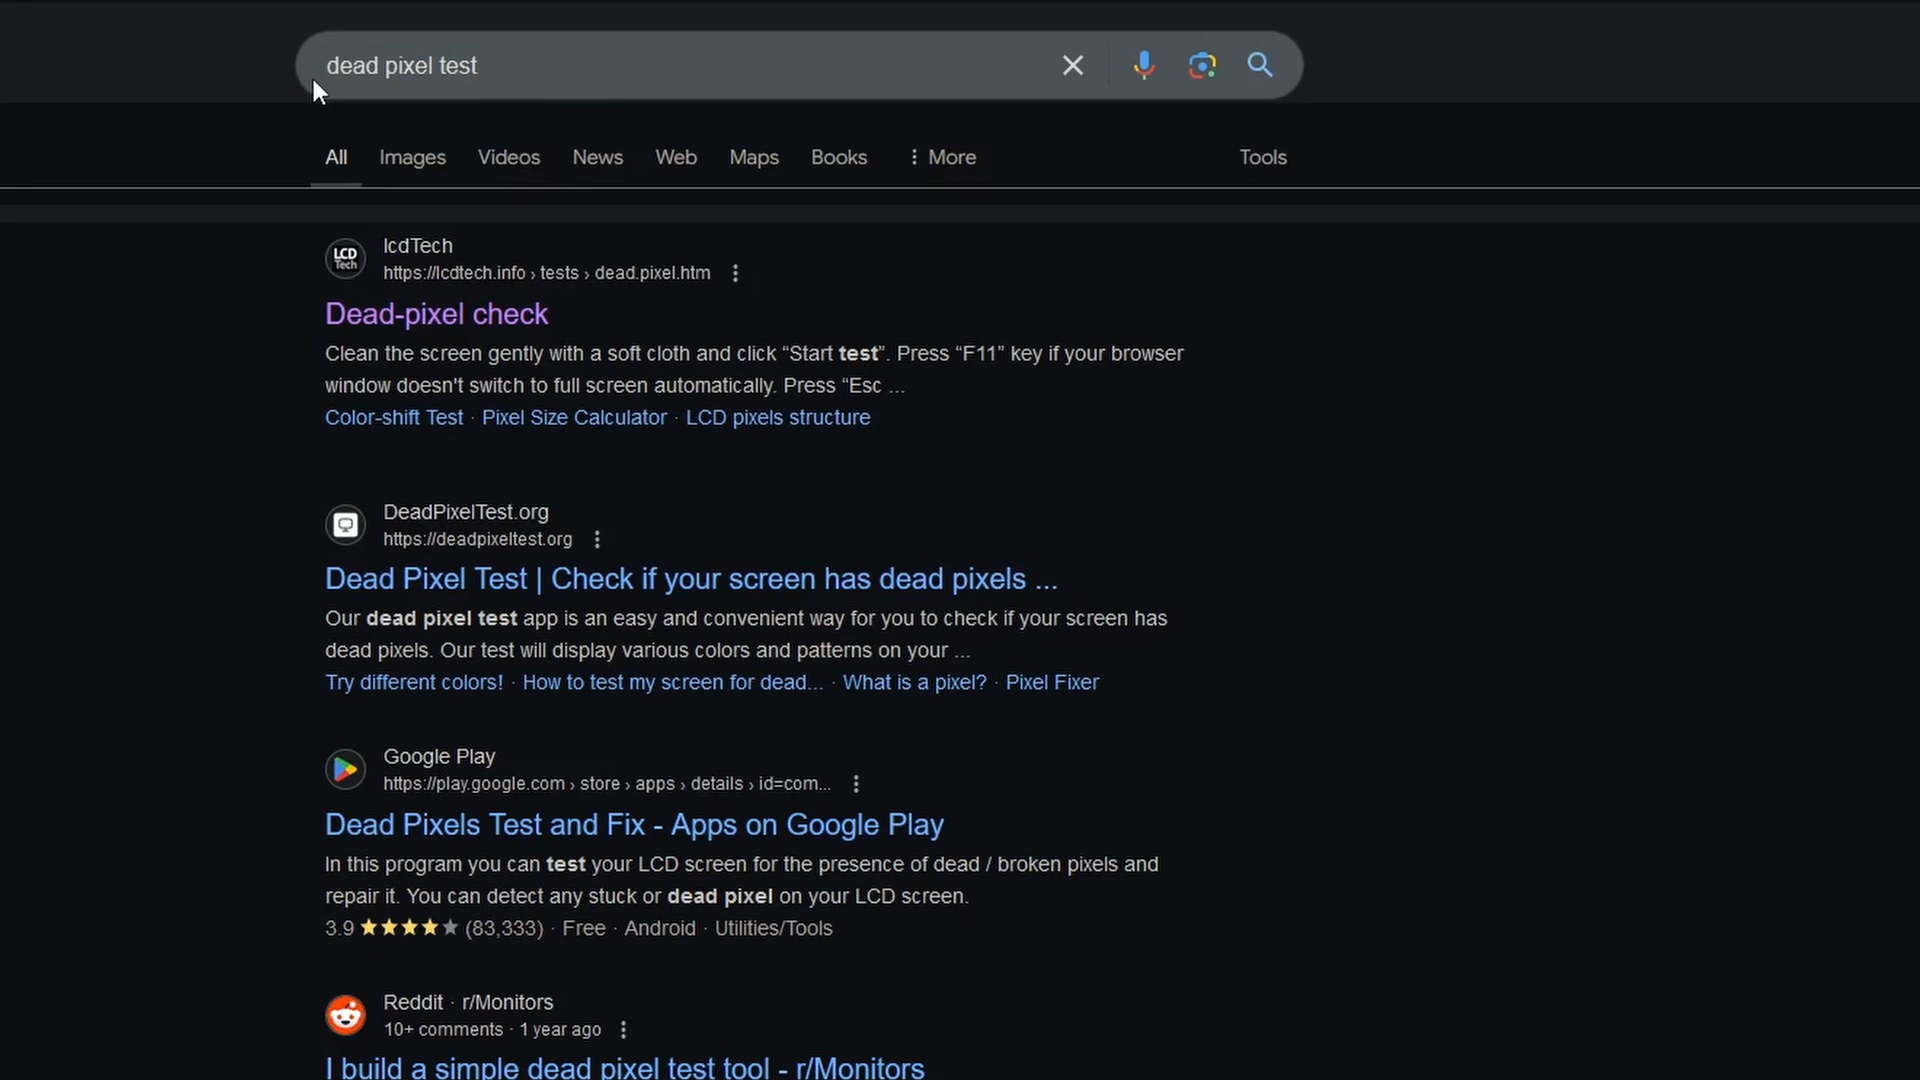 dead pixel test
All Images Videos News Web Maps Books More Tools
LCD Tech
lcdTech
https://lcdtech.info › tests › dead.pixel.htm
Dead-pixel check
Clean the screen gently with a soft cloth and click “Start test”. Press “F11” key if your browser
window doesn't switch to full screen automatically. Press “Esc ...
Color-shift Test · Pixel Size Calculator · LCD pixels structure
DeadPixelTest.org
https://deadpixeltest.org
Dead Pixel Test | Check if your screen has dead pixels ...
Our dead pixel test app is an easy and convenient way for you to check if your screen has
dead pixels. Our test will display various colors and patterns on your ...
Try different colors! · How to test my screen for dead... · What is a pixel? · Pixel Fixer
Google Play
https://play.google.com › store › apps › details › id=com...
Dead Pixels Test and Fix - Apps on Google Play
In this program you can test your LCD screen for the presence of dead / broken pixels and
repair it. You can detect any stuck or dead pixel on your LCD screen.
3.9 ★★★★★ (83,333) · Free · Android · Utilities/Tools
Reddit · r/Monitors
10+ comments · 1 year ago
I build a simple dead pixel test tool - r/Monitors